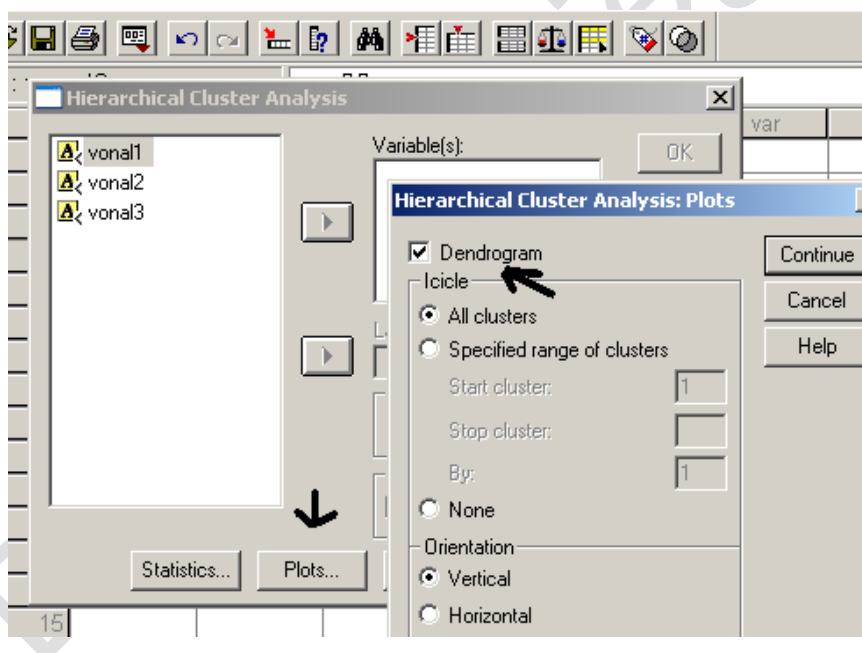 Hierarchical Cluster Analysis
var
vonal1
vonal2
vonal3
Variable(s):
OK
Hierarchical Cluster Analysis: Plots
Dendrogram
Continue
Icicle
All clusters
Cancel
Specified range of clusters
Help
Start cluster: 1
Stop cluster:
By: 1
None
Orientation
Statistics...
Plots...
Vertical
Horizontal
15